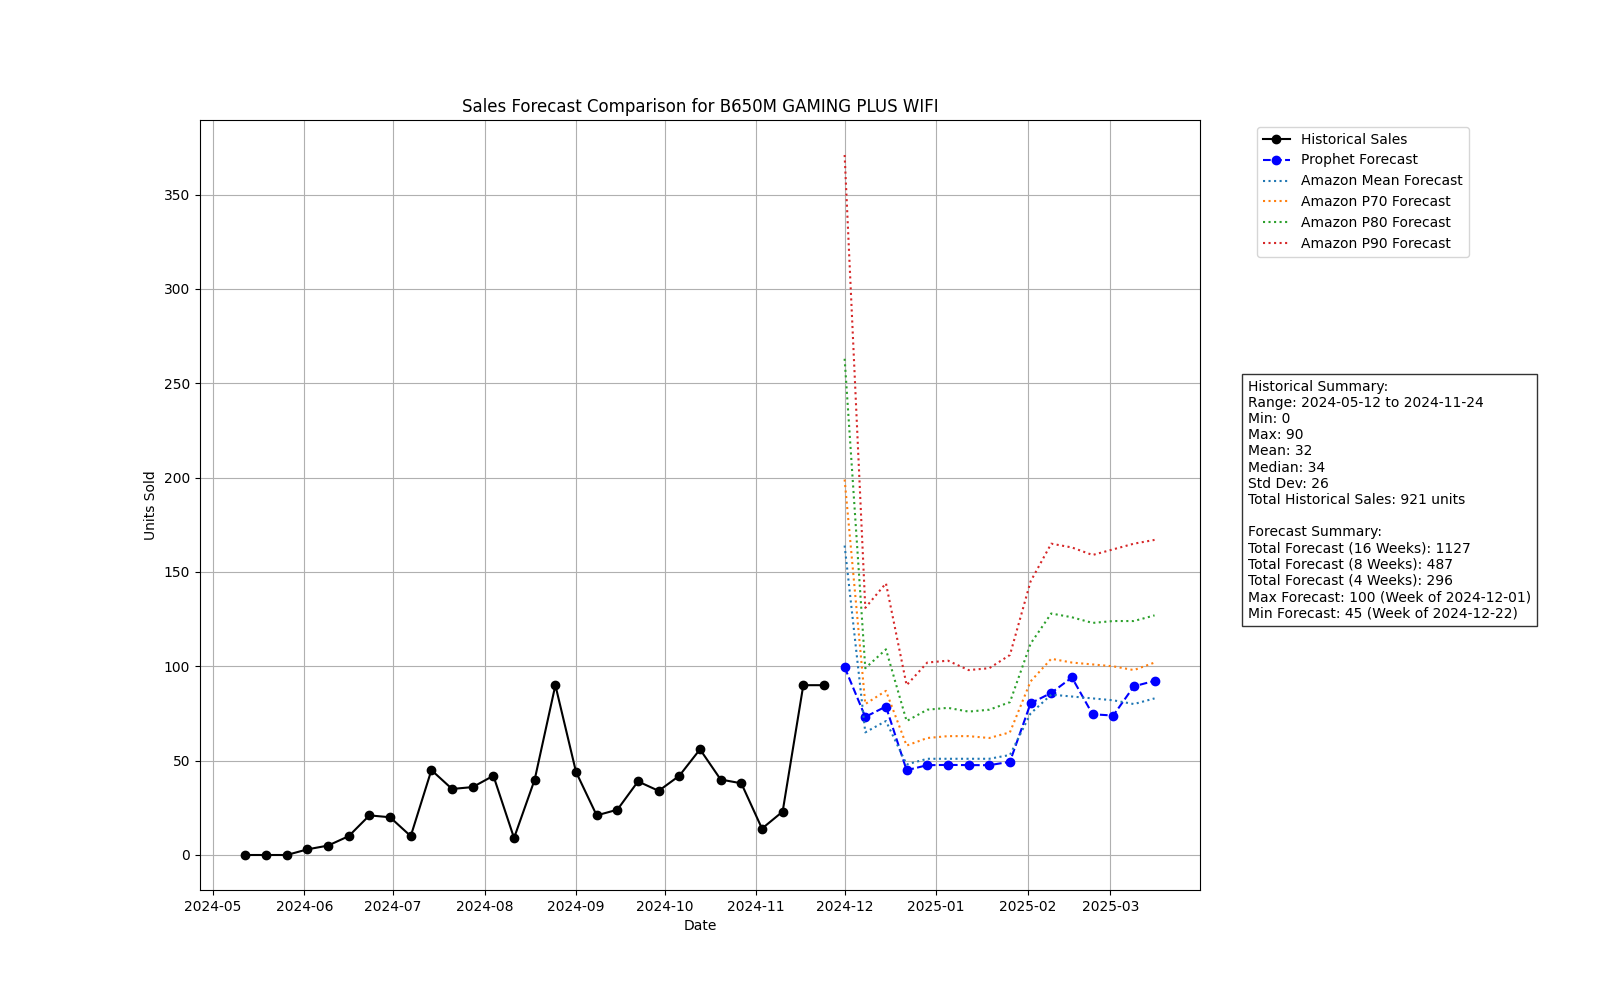 Sales Forecast Comparison for B650M GAMING PLUS WIFI
Historical Sales
Prophet Forecast
Amazon Mean Forecast
Amazon P70 Forecast
Amazon P80 Forecast
Amazon P90 Forecast
350
300
250
200
150
100
50
0
Units Sold
2024-05 2024-06 2024-07 2024-08 2024-09 2024-10 2024-11 2024-12 2025-01 2025-02 2025-03
Date
Historical Summary:
Range: 2024-05-12 to 2024-11-24
Min: 0
Max: 90
Mean: 32
Median: 34
Std Dev: 26
Total Historical Sales: 921 units
Forecast Summary:
Total Forecast (16 Weeks): 1127
Total Forecast (8 Weeks): 487
Total Forecast (4 Weeks): 296
Max Forecast: 100 (Week of 2024-12-01)
Min Forecast: 45 (Week of 2024-12-22)